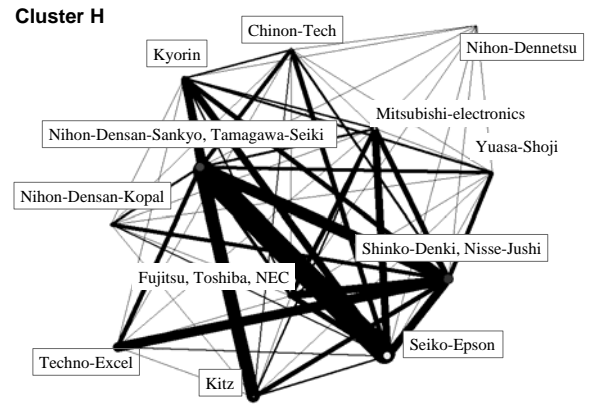 Cluster H
Chinon-Tech
Kyorin
Nihon-Dennetsu
Mitsubishi-electronics
Nihon-Densan-Sankyo, Tamagawa-Seiki
Yuasa-Shoji
Nihon-Densan-Kopal
Shinko-Denki, Nisse-Jushi
Fujitsu, Toshiba, NEC
Seiko-Epson
Techno-Excel
Kitz